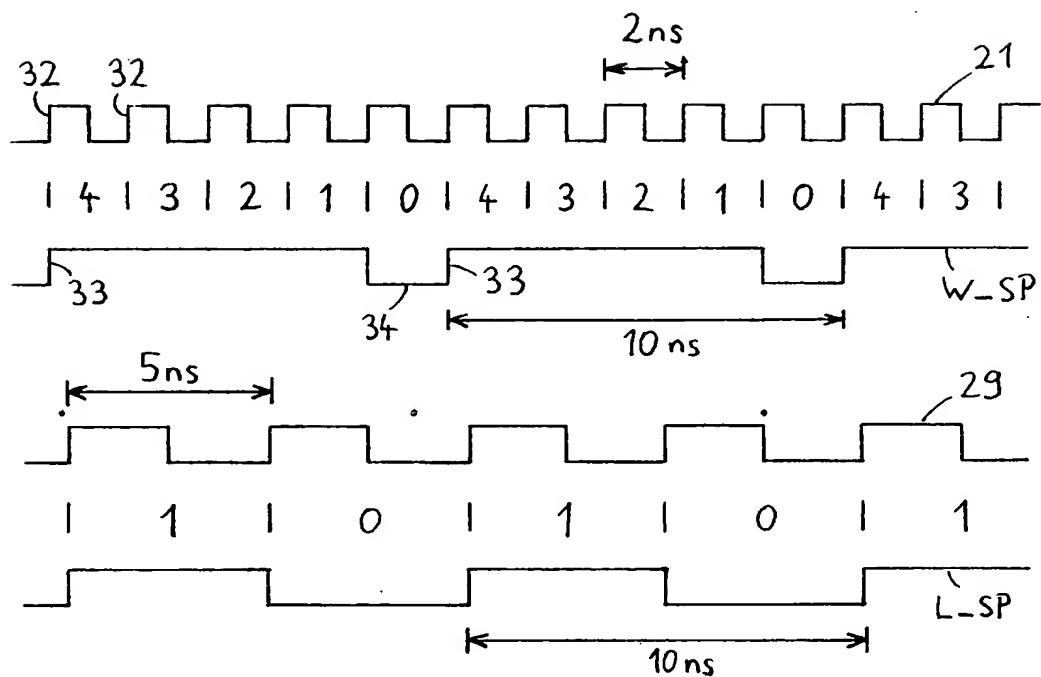 2ns
32 32 21
| 4 | 3 | 2 | 1 | 0 | 4 | 3 | 2 | 1 | 0 | 4 | 3 |
33 34 33 W_SP
10 ns
5ns
29
| 1 | 0 | 1 | 0 | 1
L_SP
10 ns